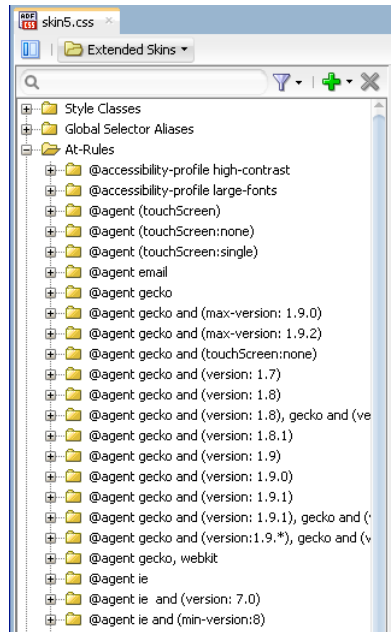 ADF
CSS
skin5.css
Extended Skins
Style Classes
Global Selector Aliases
At-Rules
@accessibility-profile high-contrast
@accessibility-profile large-fonts
@agent (touchScreen)
@agent (touchScreen:none)
@agent (touchScreen:single)
@agent email
@agent gecko
@agent gecko and (max-version: 1.9.0)
@agent gecko and (max-version: 1.9.2)
@agent gecko and (touchScreen:none)
@agent gecko and (version: 1.7)
@agent gecko and (version: 1.8)
@agent gecko and (version: 1.8), gecko and (ve
@agent gecko and (version: 1.8.1)
@agent gecko and (version: 1.9)
@agent gecko and (version: 1.9.0)
@agent gecko and (version: 1.9.1)
@agent gecko and (version: 1.9.1), gecko and (
@agent gecko and (version:1.9.*), gecko and (v
@agent gecko, webkit
@agent ie
@agent ie and (version: 7.0)
@agent ie and (min-version:8)